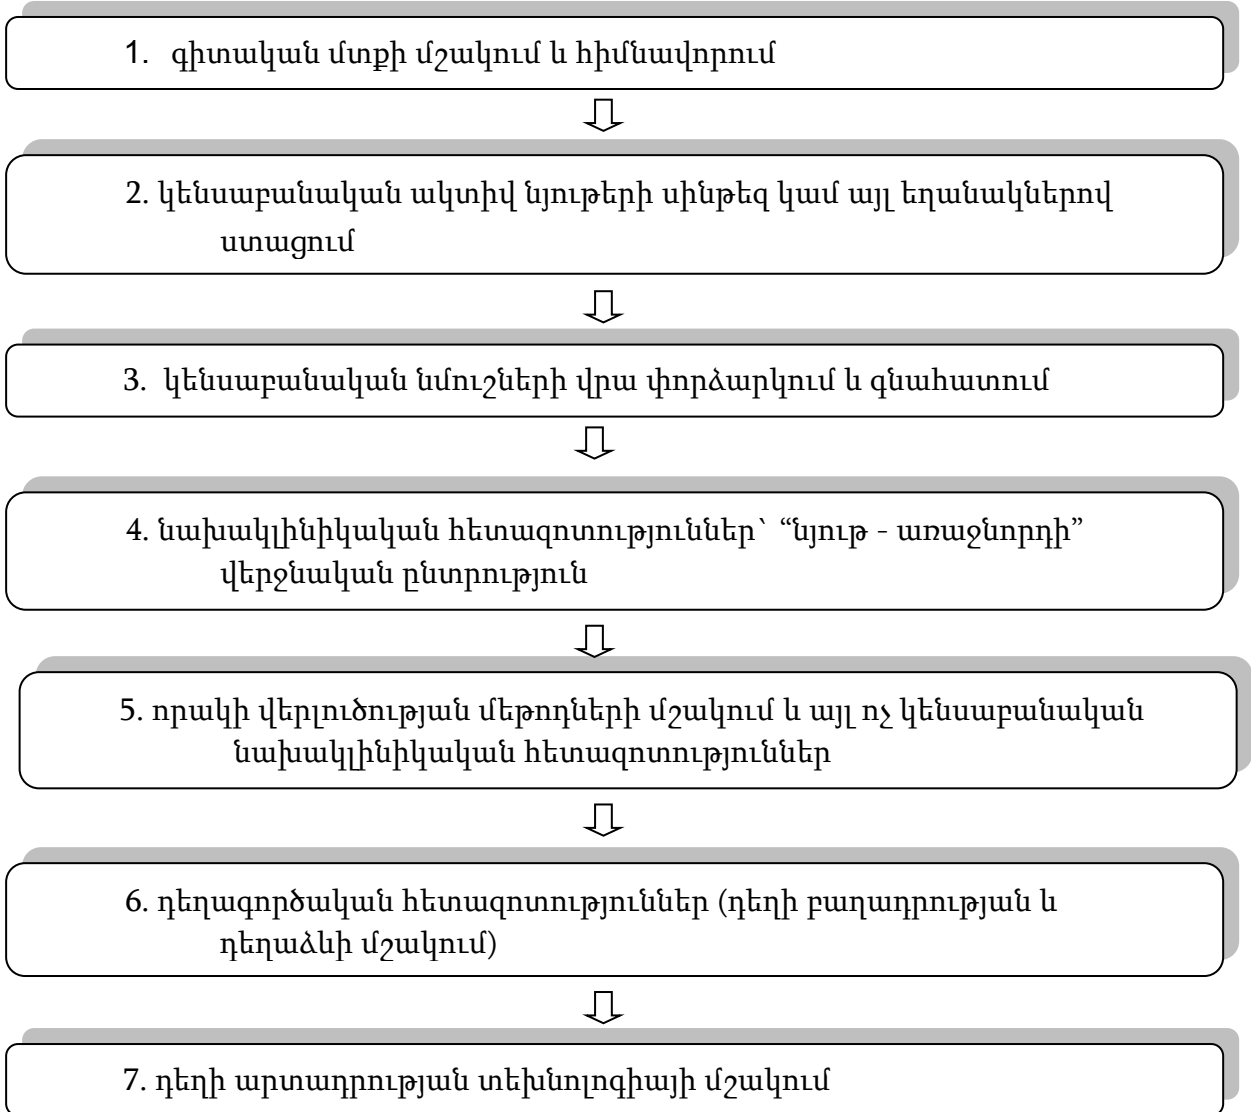 1. գիտական մտքի մշակում և հիմնավորում
2. կենսաբանական ակտիվ նյութերի սինթեզ կամ այլ եղանակներով
ստացում
3. կենսաբանական նմուշների վրա փորձարկում և գնահատում
4. նախակլինիկական հետազոտություններ` “նյութ - առաջնորդի”
վերջնական ընտրություն
5. որակի վերլուծության մեթոդների մշակում և այլ ոչ կենսաբանական
նախակլինիկական հետազոտություններ
6. դեղագործական հետազոտություններ (դեղի բաղադրության և
դեղաձևի մշակում)
7. դեղի արտադրության տեխնոլոգիայի մշակում